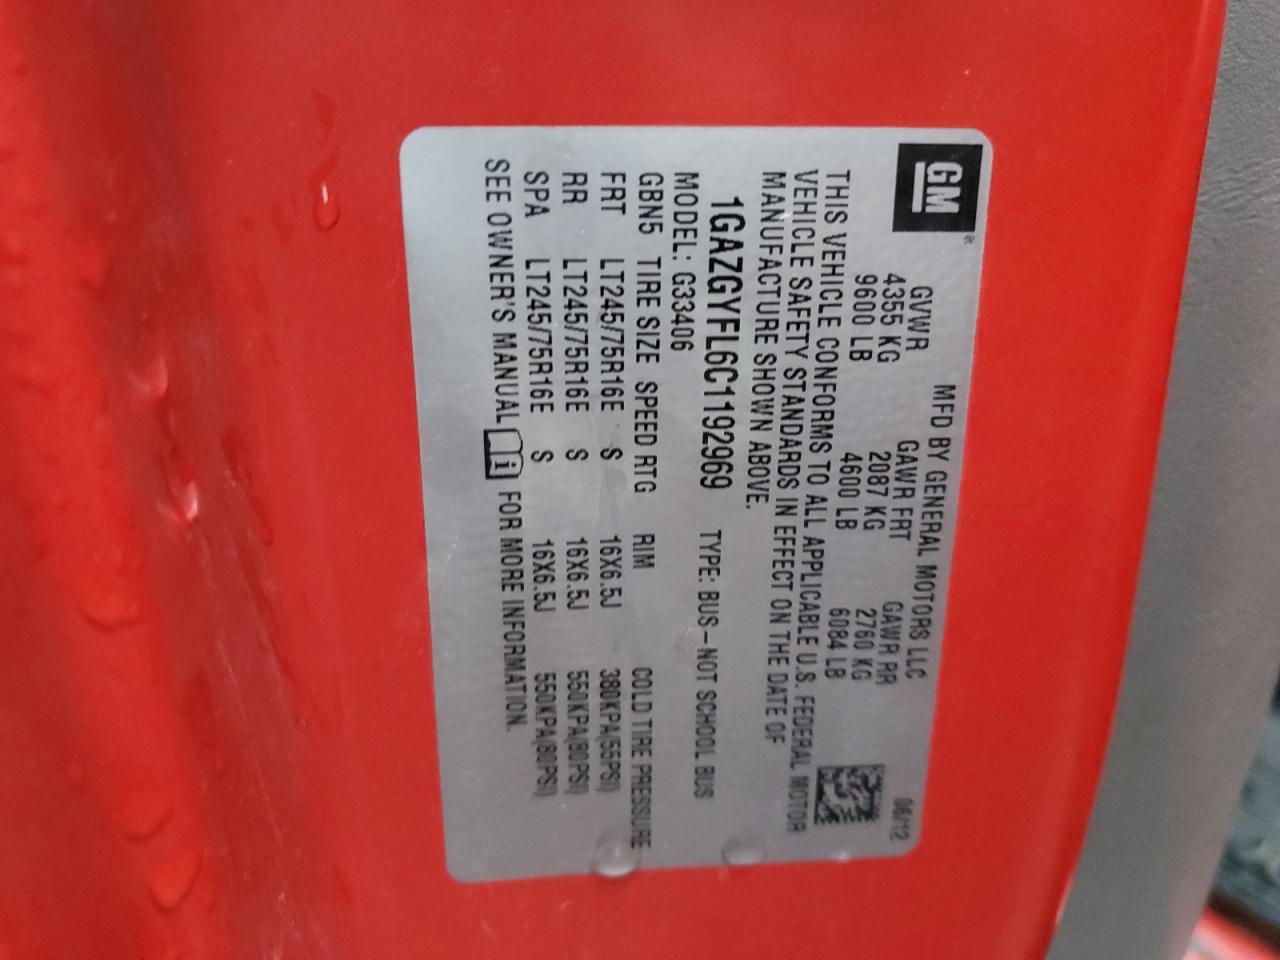 GM®
MFD BY GENERAL MOTORS LLC 06/12
GVWR GAWR FRT GAWR RR
4355 KG 2087 KG 2760 KG
9600 LB 4600 LB 6084 LB
THIS VEHICLE CONFORMS TO ALL APPLICABLE U.S. FEDERAL MOTOR
VEHICLE SAFETY STANDARDS IN EFFECT ON THE DATE OF
MANUFACTURE SHOWN ABOVE.
1GAZGYFL6C1192969 TYPE: BUS-NOT SCHOOL BUS
MODEL: G33406
GBN5 TIRE SIZE SPEED RTG RIM COLD TIRE PRESSURE
FRT LT245/75R16E S 16X6.5J 380KPA(55PSI)
RR LT245/75R16E S 16X6.5J 550KPA(80PSI)
SPA LT245/75R16E S 16X6.5J 550KPA(80PSI)
SEE OWNER'S MANUAL i FOR MORE INFORMATION.